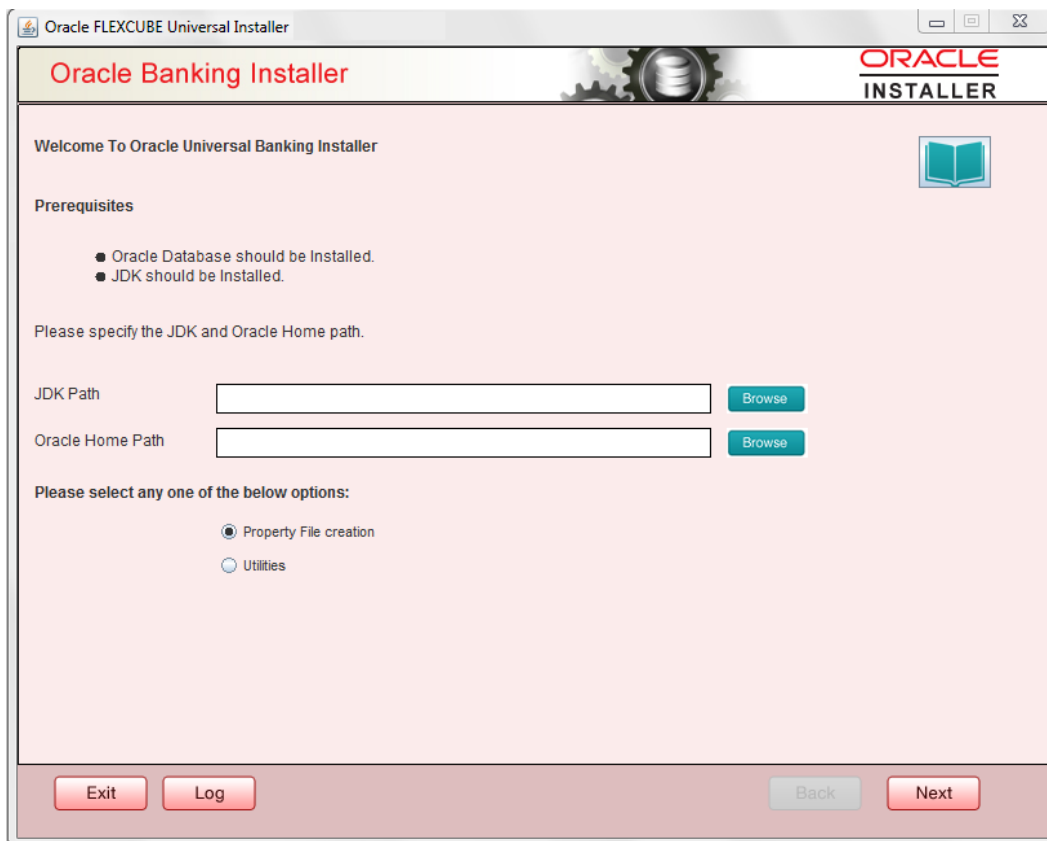 Oracle FLEXCUBE Universal Installer
Oracle Banking Installer
ORACLE
INSTALLER
Welcome To Oracle Universal Banking Installer
Prerequisites
Oracle Database should be Installed.
JDK should be Installed.
Please specify the JDK and Oracle Home path.
JDK Path
Browse
Oracle Home Path
Browse
Please select any one of the below options:
Property File creation
Utilities
Exit Log Back Next